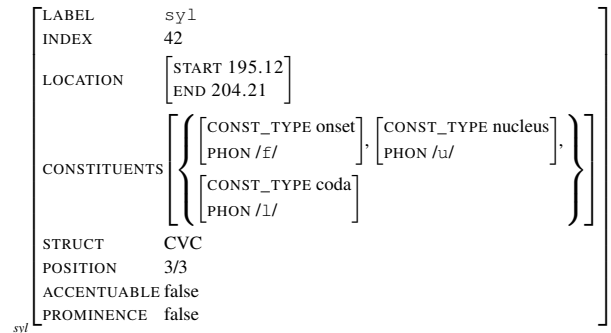 LABEL syl
INDEX 42
LOCATION START 195.12
END 204.21
CONST_TYPE onset CONST_TYPE nucleus
PHON /f/ , PHON /u/ ,
CONSTITUENTS
CONST_TYPE coda
PHON /l/
STRUCT CVC
POSITION 3/3
ACCENTUABLE false
PROMINENCE false
syl